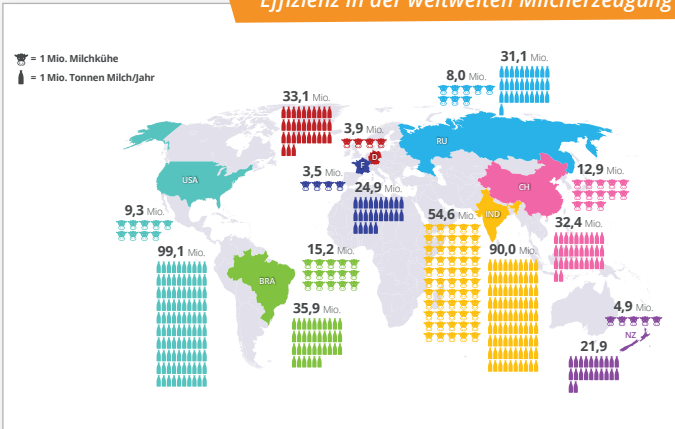 Effizienz in der weltweiten Milcherzeugung
= 1 Mio. Milchkühe
= 1 Mio. Tonnen Milch/Jahr
31,1 Mio.
8,0 Mio.
33,1 Mio.
3,9 Mio.
RU
D
F
3,5 Mio.
24,9 Mio.
USA
CH
12,9 Mio.
IND
54,6 Mio.
9,3 Mio.
32,4 Mio.
99,1 Mio.
15,2 Mio.
90,0 Mio.
BRA
35,9 Mio.
4,9 Mio.
NZ
21,9